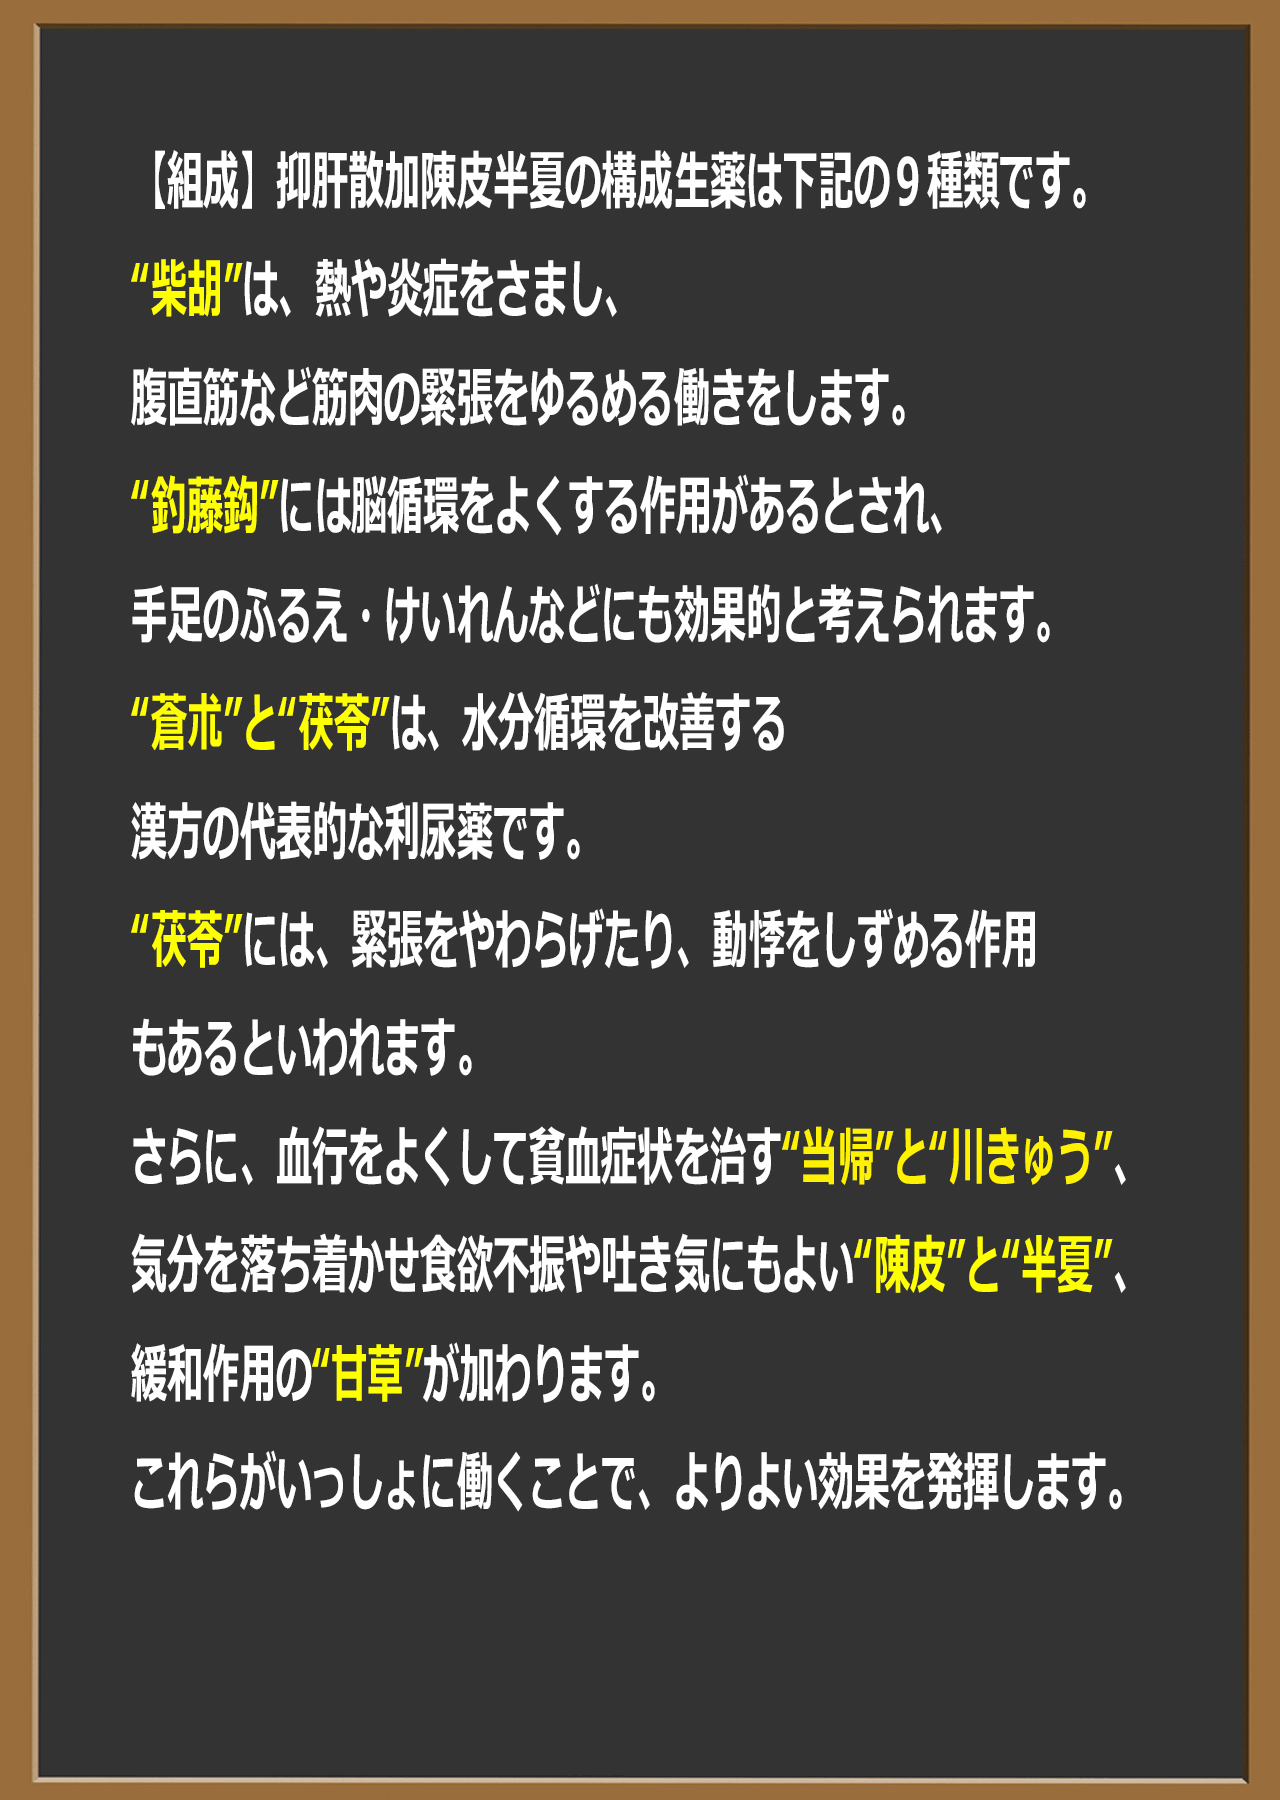 【組成】抑肝散加陳皮半夏の構成生薬は下記の９種類です。
“柴胡”は、熱や炎症をさまし、
腹直筋など筋肉の緊張をゆるめる働きをします。
“釣藤鈎”には脳循環をよくする作用があるとされ、
手足のふるえ・けいれんなどにも効果的と考えられます。
“蒼朮”と“茯苓”は、水分循環を改善する
漢方の代表的な利尿薬です。
“茯苓”には、緊張をやわらげたり、動悸をしずめる作用
もあるといわれます。
さらに、血行をよくして貧血症状を治す“当帰”と“川きゅう”、
気分を落ち着かせ食欲不振や吐き気にもよい“陳皮”と“半夏”、
緩和作用の“甘草”が加わります。
これらがいっしょに働くことで、よりよい効果を発揮します。